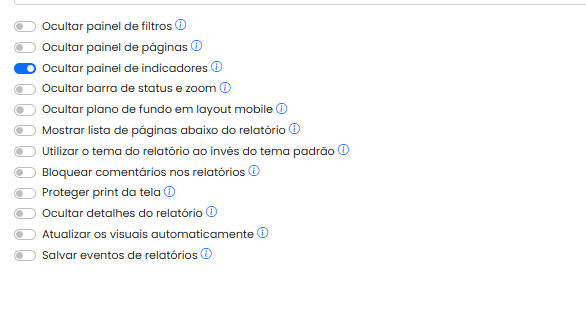 Ocultar painel de filtros
Ocultar painel de páginas
Ocultar painel de indicadores
Ocultar barra de status e zoom
Ocultar plano de fundo em layout mobile
Mostrar lista de páginas abaixo do relatório
Utilizar o tema do relatório ao invés do tema padrão
Bloquear comentários nos relatórios
Proteger print da tela
Ocultar detalhes do relatório
Atualizar os visuais automaticamente
Salvar eventos de relatórios